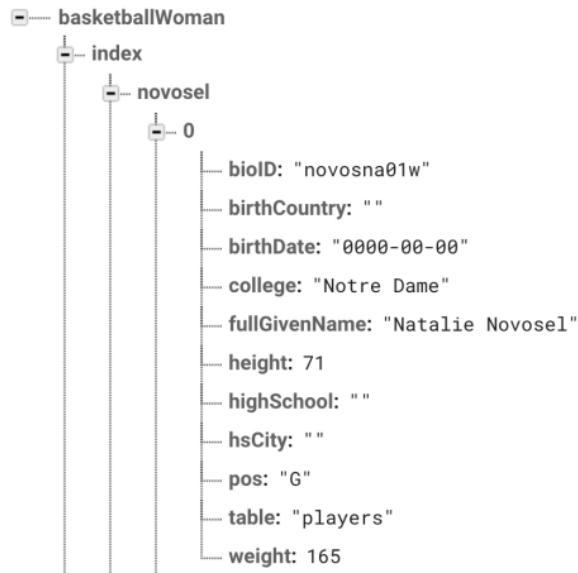 basketballWoman
index
novosel
0
bioID: "novosna01w"
birthCountry: ""
birthDate: "0000-00-00"
college: "Notre Dame"
fullGivenName: "Natalie Novosel"
height: 71
highSchool: ""
hsCity: ""
pos: "G"
table: "players"
weight: 165